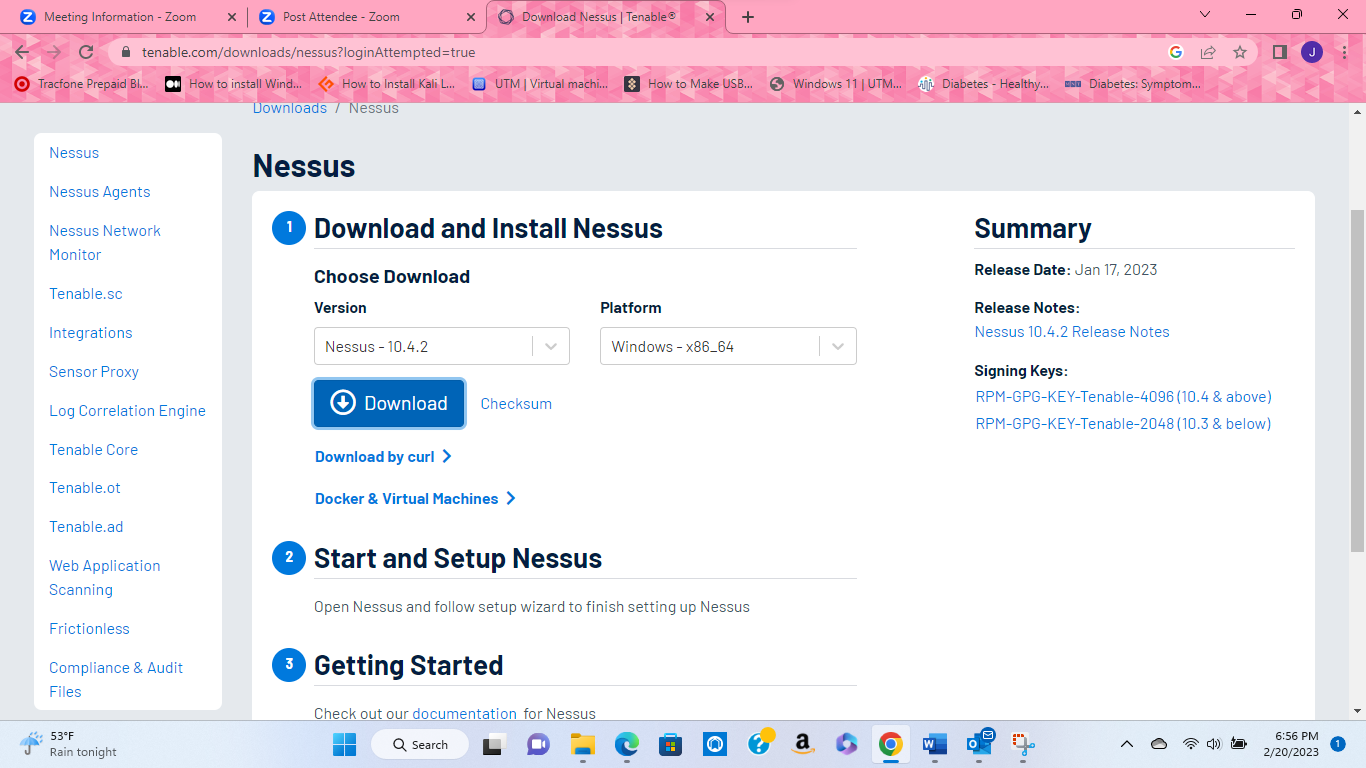 Meeting Information - Zoom
Post Attendee - Zoom
Download Nessus | Tenable®
tenable.com/downloads/nessus?loginAttempted=true
J
Tracfone Prepaid Bl...
How to install Wind...
How to Install Kali L...
UTM | Virtual machi...
How to Make USB...
Windows 11 | UTM...
Diabetes - Healthy...
Diabetes: Symptom...
Downloads / Nessus
Nessus
Nessus Agents
Nessus Network
Monitor
Tenable.sc
Integrations
Sensor Proxy
Log Correlation Engine
Tenable Core
Tenable.ot
Tenable.ad
Web Application
Scanning
Frictionless
Compliance & Audit
Files
Nessus
1 Download and Install Nessus
Choose Download
Version
Platform
Nessus - 10.4.2
Windows - x86_64
Download
Checksum
Download by curl
Docker & Virtual Machines
2 Start and Setup Nessus
Open Nessus and follow setup wizard to finish setting up Nessus
3 Getting Started
Check out our documentation for Nessus
Summary
Release Date: Jan 17, 2023
Release Notes:
Nessus 10.4.2 Release Notes
Signing Keys:
RPM-GPG-KEY-Tenable-4096 (10.4 & above)
RPM-GPG-KEY-Tenable-2048 (10.3 & below)
53°F
Rain tonight
Search
6:56 PM
2/20/2023
1